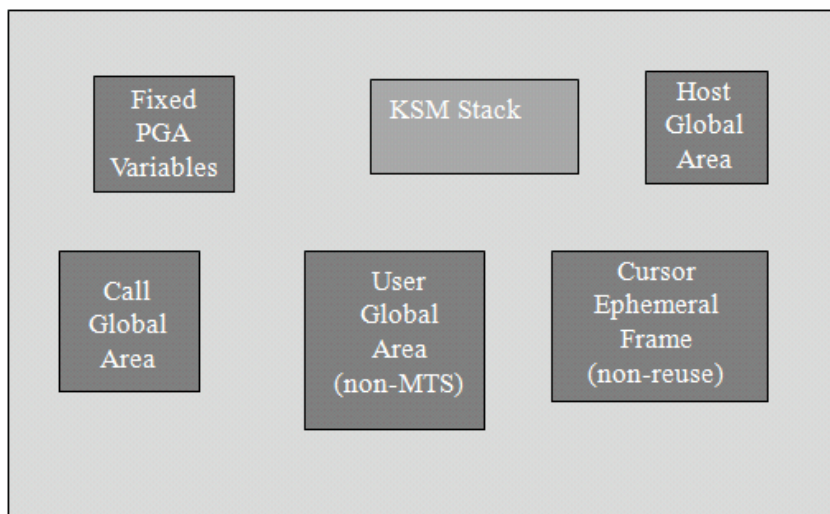 Fixed
PGA
Variables
KSM Stack
Host
Global
Area
Call
Global
Area
User
Global
Area
(non-MTS)
Cursor
Ephemeral
Frame
(non-reuse)